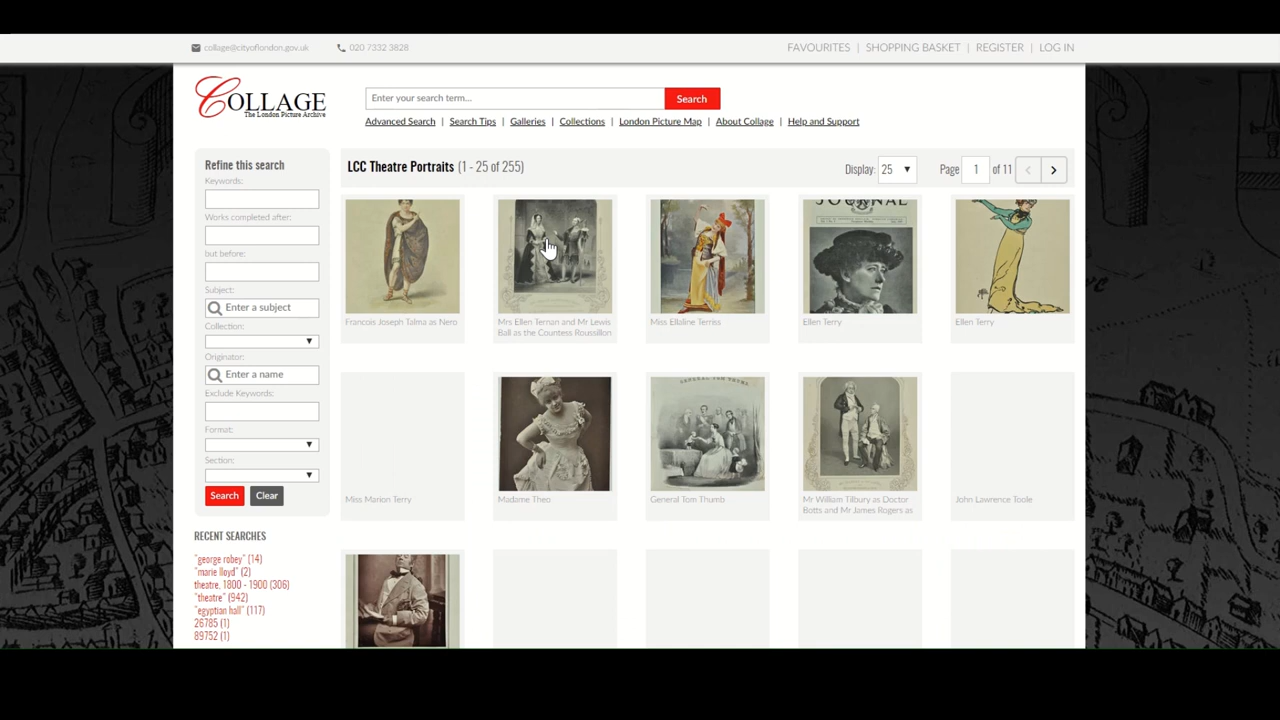 collage@cityoflondon.gov.uk 020 7332 3828 FAVOURITES | SHOPPING BASKET | REGISTER | LOG IN
COLLAGE
The London Picture Archive
Enter your search term... Search
Advanced Search | Search Tips | Galleries | Collections | London Picture Map | About Collage | Help and Support
Refine this search
Keywords:
Works completed after:
but before:
Subject:
Enter a subject
Collection:
Originator:
Enter a name
Exclude Keywords:
Format:
Section:
Search Clear
RECENT SEARCHES
"george robey" (14)
"marie lloyd" (2)
theatre, 1800 - 1900 (306)
"theatre" (942)
"egyptian hall" (117)
26785 (1)
89752 (1)
LCC Theatre Portraits (1 - 25 of 255) Display: 25 Page 1 of 11
JOURNAL
Francois Joseph Talma as Nero
Mrs Ellen Ternan and Mr Lewis
Ball as the Countess Roussillon
Miss Ellaline Terriss
Ellen Terry
Ellen Terry
GENERAL TOM THUMB
Miss Marion Terry
Madame Theo
General Tom Thumb
Mr William Tilbury as Doctor
Botts and Mr James Rogers as
John Lawrence Toole